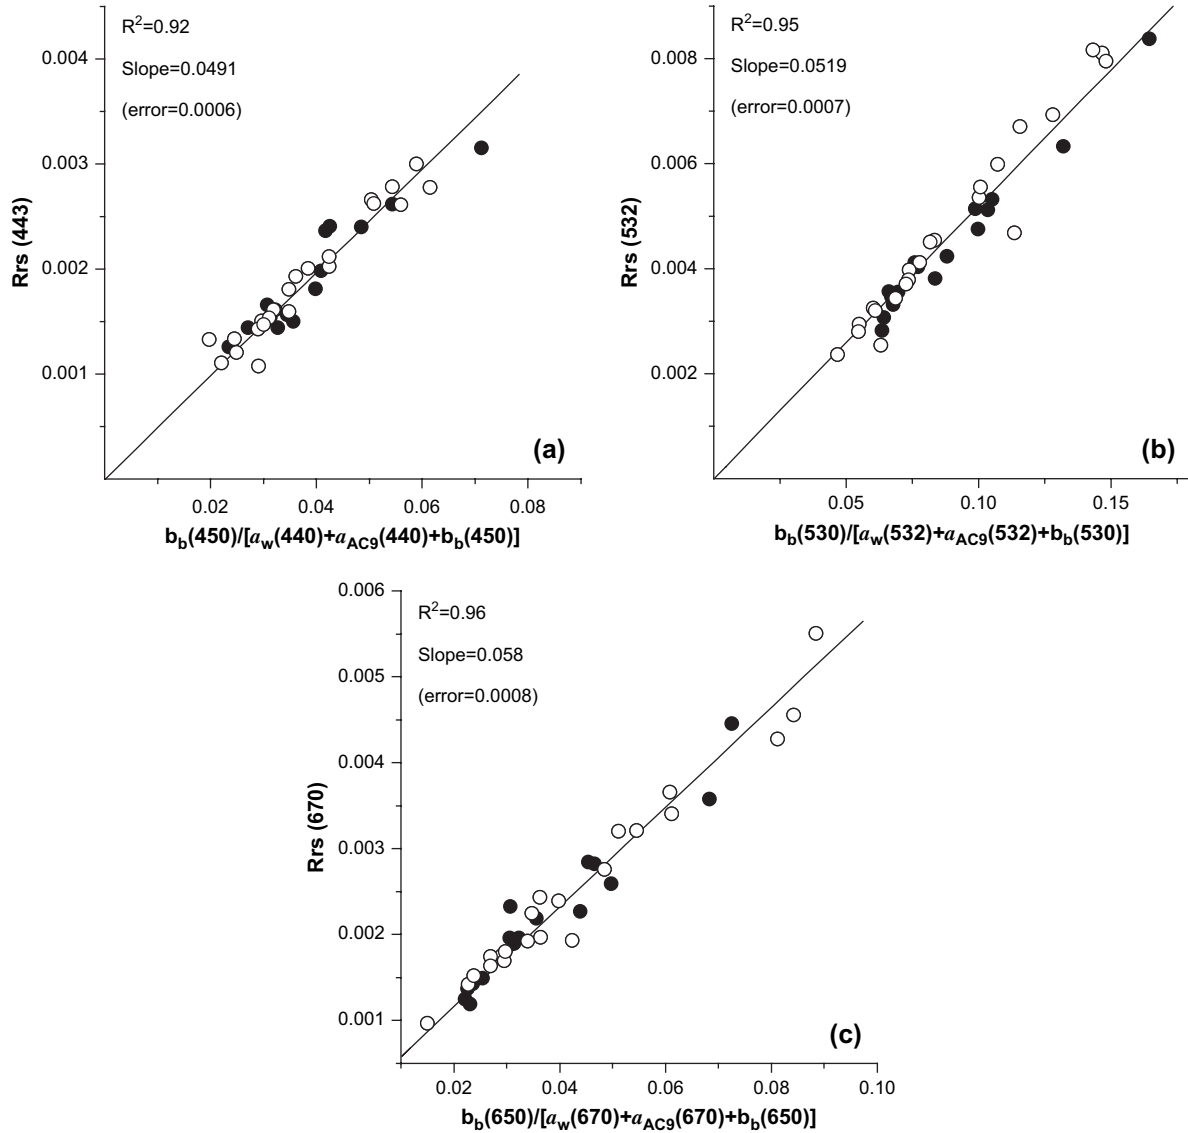 R²=0.92
Slope=0.0491
(error=0.0006)
0.004
0.003
0.002
0.001
Rrs (443)
(a)
0.02 0.04 0.06 0.08
b_b(450)/[a_w(440)+a_AC9(440)+b_b(450)]
R²=0.95
Slope=0.0519
(error=0.0007)
0.008
0.006
0.004
0.002
Rrs (532)
(b)
0.05 0.10 0.15
b_b(530)/[a_w(532)+a_AC9(532)+b_b(530)]
0.006
R²=0.96
Slope=0.058
(error=0.0008)
0.005
0.004
0.003
0.002
0.001
Rrs (670)
(c)
0.02 0.04 0.06 0.08 0.10
b_b(650)/[a_w(670)+a_AC9(670)+b_b(650)]